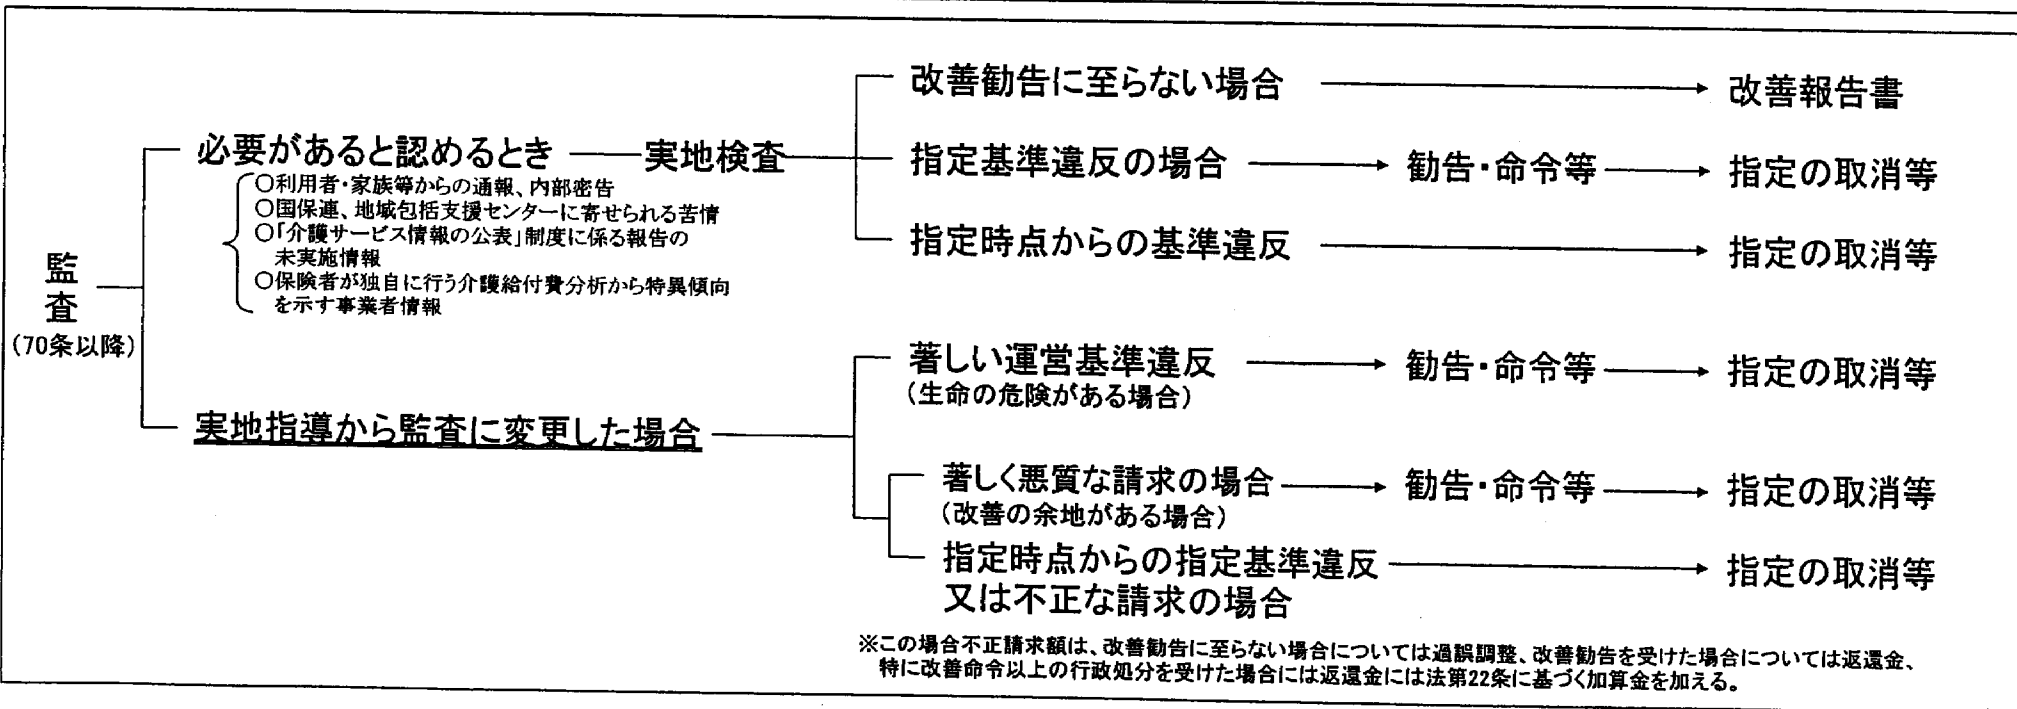 監査
(70条以降)
必要があると認めるとき
○利用者・家族等からの通報、内部密告
○国保連、地域包括支援センターに寄せられる苦情
○「介護サービス情報の公表」制度に係る報告の
未実施情報
○保険者が独自に行う介護給付費分析から特異傾向
を示す事業者情報
実地検査
改善勧告に至らない場合
改善報告書
指定基準違反の場合
勧告・命令等
指定の取消等
指定時点からの基準違反
指定の取消等
実地指導から監査に変更した場合
著しい運営基準違反
(生命の危険がある場合)
勧告・命令等
指定の取消等
著しく悪質な請求の場合
(改善の余地がある場合)
勧告・命令等
指定の取消等
指定時点からの指定基準違反
又は不正な請求の場合
指定の取消等
※この場合不正請求額は、改善勧告に至らない場合については過誤調整、改善勧告を受けた場合については返還金、
特に改善命令以上の行政処分を受けた場合には返還金には法第22条に基づく加算金を加える。